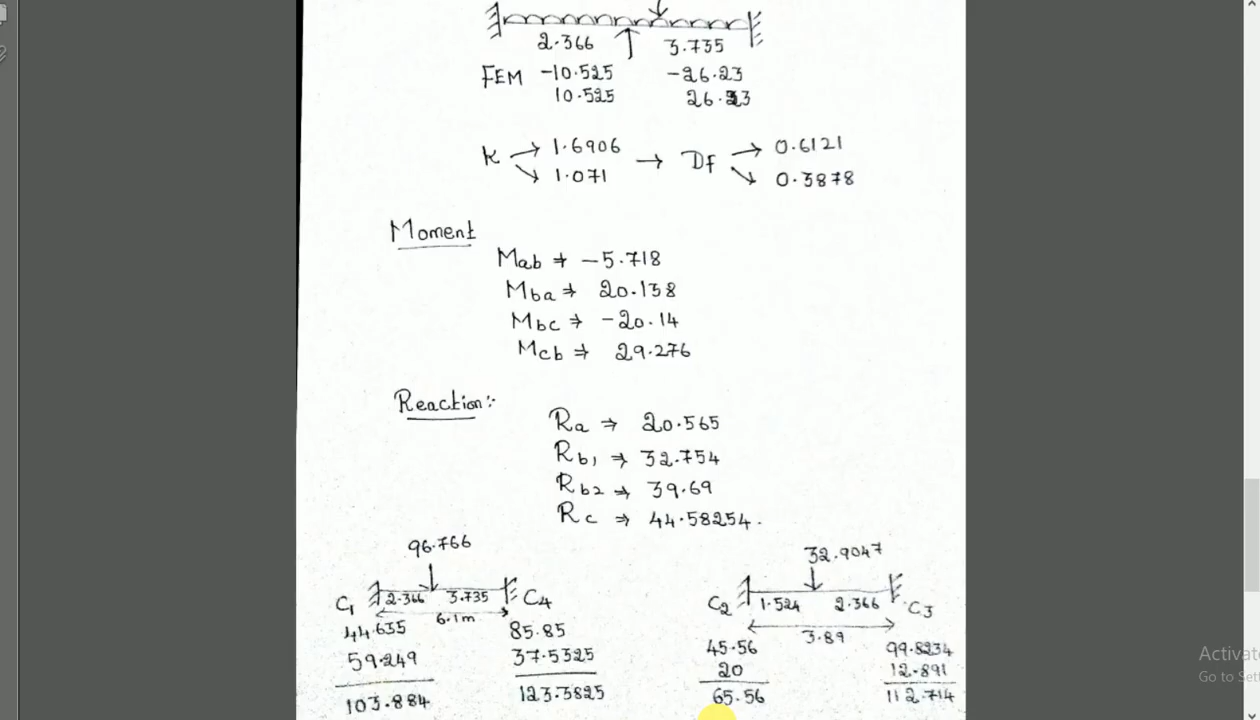 2.366 3.735
FEM -10.525 -26.23
10.525 26.23
K → 1.6906 → Df → 0.6121
↘ 1.071 ↘ 0.3878
Moment
Mab ⇒ -5.718
Mba ⇒ 20.138
Mbc ⇒ -20.14
Mcb ⇒ 29.276
Reaction:-
Ra ⇒ 20.565
Rb1 ⇒ 32.754
Rb2 ⇒ 39.69
Rc ⇒ 44.58254.
96.766
C1 2.366 3.735 C4
6.1m
44.635 85.85
59.249 37.5325
103.884 123.3825
32.9047
C2 1.524 2.366 C3
3.89
45.56 99.8234
20 12.891
65.56 112.714
Activate
Go to Set